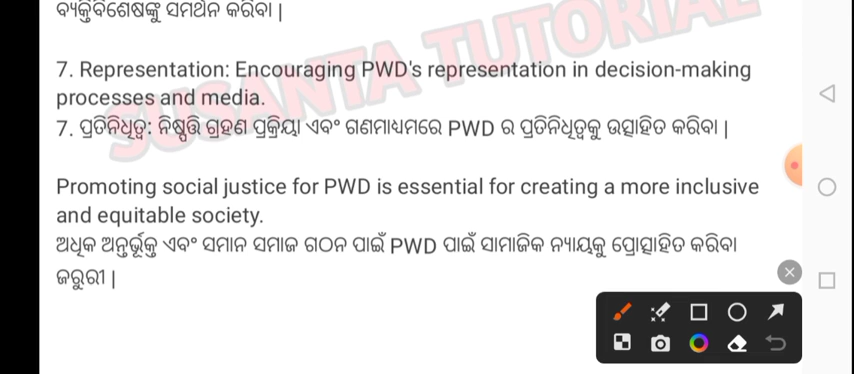 ବ୍ୟକ୍ତିବିଶେଷଙ୍କୁ ସମର୍ଥନ କରିବା |
7. Representation: Encouraging PWD's representation in decision-making
processes and media.
7. ପ୍ରତିନିଧିତ୍ୱ: ନିଷ୍ପତ୍ତି ଗ୍ରହଣ ପ୍ରକ୍ରିୟା ଏବଂ ଗଣମାଧ୍ୟମରେ PWD ର ପ୍ରତିନିଧିତ୍ୱକୁ ଉତ୍ସାହିତ କରିବା |
Promoting social justice for PWD is essential for creating a more inclusive
and equitable society.
ଅଧିକ ଅନ୍ତର୍ଭୂକ୍ତ ଏବଂ ସମାନ ସମାଜ ଗଠନ ପାଇଁ PWD ପାଇଁ ସାମାଜିକ ନ୍ୟାୟକୁ ପ୍ରୋତ୍ସାହିତ କରିବା
ଜରୁରୀ |
SUSANTA TUTORIAL